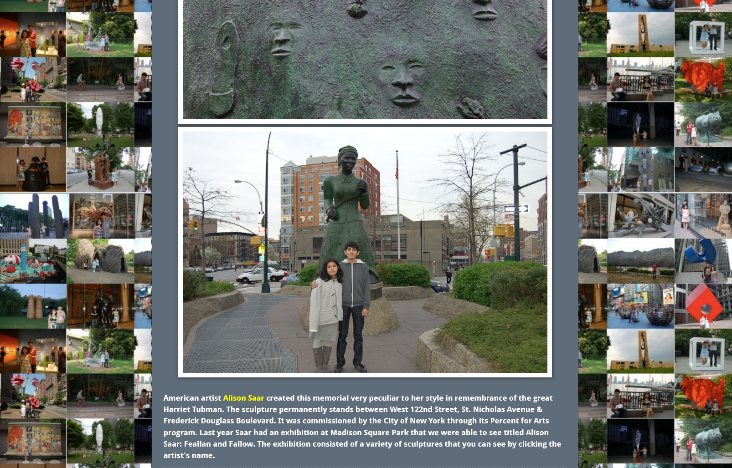 American artist Alison Saar created this memorial very peculiar to her style in remembrance of the great
Harriet Tubman. The sculpture permanently stands between West 122nd Street, St. Nicholas Avenue &
Frederick Douglass Boulevard. It was commissioned by the City of New York through its Percent for Arts
program. Last year Saar had an exhibition at Madison Square Park that we were able to see titled Alison
Saar: Feallan and Fallow. The exhibition consisted of a variety of sculptures that you can see by clicking the
artist's name.